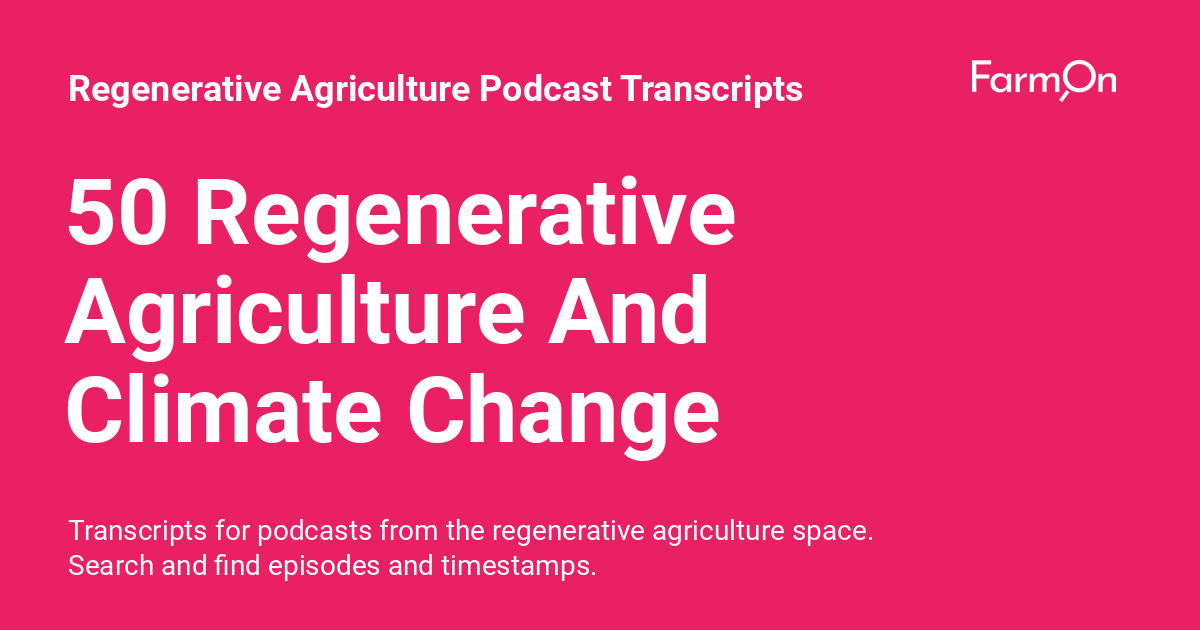 Regenerative Agriculture Podcast Transcripts
FarmOn
50 Regenerative
Agriculture And
Climate Change
Transcripts for podcasts from the regenerative agriculture space.
Search and find episodes and timestamps.